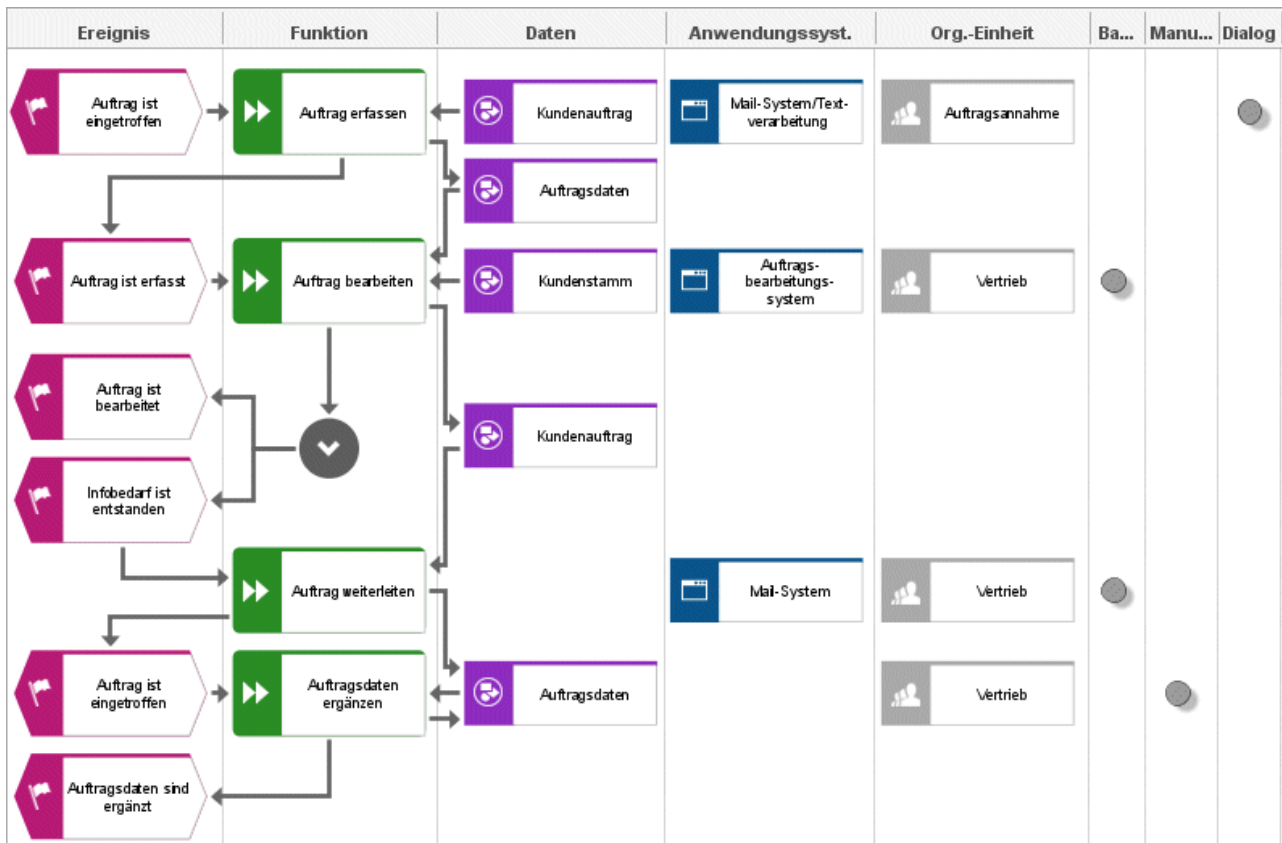 Ereignis
Funktion
Daten
Anwendungssyst.
Org.-Einheit
Ba...
Manu...
Dialog
Auftrag ist
eingetroffen
Auftrag erfassen
Kundenauftrag
Mail-System/Text-
verarbeitung
Auftragsannahme
Auftragsdaten
Auftrag ist erfasst
Auftrag bearbeiten
Kundenstamm
Auftrags-
bearbeitungs-
system
Vertrieb
Auftrag ist
bearbeitet
Kundenauftrag
Infobedarf ist
entstanden
Auftrag weiterleiten
Mail-System
Vertrieb
Auftrag ist
eingetroffen
Auftragsdaten
ergänzen
Auftragsdaten
Vertrieb
Auftragsdaten sind
ergänzt